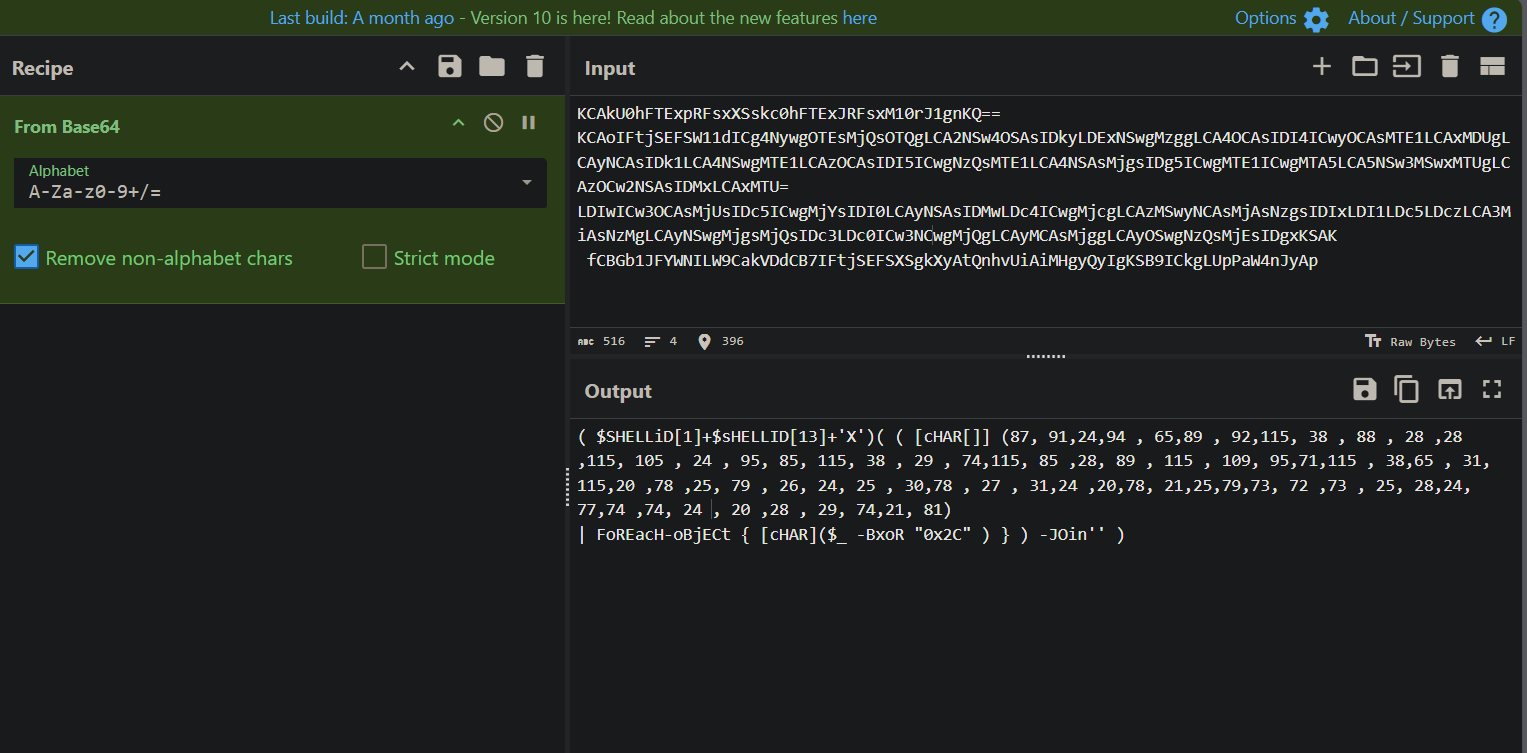 Last build: A month ago - Version 10 is here! Read about the new features here
Options
About / Support
Recipe
From Base64
Alphabet
A-Za-z0-9+/=
Remove non-alphabet chars
Strict mode
Input
KCAkU0hFTExpRFsxXSskc0hFTExJRFsxM10rJ1gnKQ==
KCAoIFtjSEFSW11dICg4NywgOTEsMjQsOTQgLCA2NSw4OSAsIDkyLDExNSwgMzggLCA4OCAsIDI4ICwyOCAsMTE1LCAxMDUgL
CAyNCAsIDk1LCA4NSwgMTE1LCAzOCAsIDI5ICwgNzQsMTE1LCA4NSAsMjgsIDg5ICwgMTE1ICwgMTA5LCA5NSw3MSwxMTUgLC
AzOCw2NSAsIDMxLCAxMTU=
LDIwICw3OCAsMjUsIDc5ICwgMjYsIDI0LCAyNSAsIDMwLDc4ICwgMjcgLCAzMSwyNCAsMjAsNzgsIDIxLDI1LDc5LDczLCA3M
iAsNzMgLCAyNSwgMjgsMjQsIDc3LDc0ICw3NCwgMjQgLCAyMCAsMjggLCAyOSwgNzQsMjEsIDgxKSAK
fCBGb1JFYWNILW9CakVDdCB7IFtjSEFSXSgkXyAtQnhvUiAiMHgyQyIgKSB9ICkgLUpPaW4nJyAp
516
4
396
Raw Bytes
LF
Output
( $SHELLiD[1]+$sHELLID[13]+'X')( ( [cHAR[]] (87, 91,24,94 , 65,89 , 92,115, 38 , 88 , 28 ,28
,115, 105 , 24 , 95, 85, 115, 38 , 29 , 74,115, 85 ,28, 89 , 115 , 109, 95,71,115 , 38,65 , 31,
115,20 ,78 ,25, 79 , 26, 24, 25 , 30,78 , 27 , 31,24 ,20,78, 21,25,79,73, 72 ,73 , 25, 28,24,
77,74 ,74, 24 , 20 ,28 , 29, 74,21, 81)
| FoREacH-oBjECt { [cHAR]($_ -BxoR "0x2C" ) } ) -JOin'' )